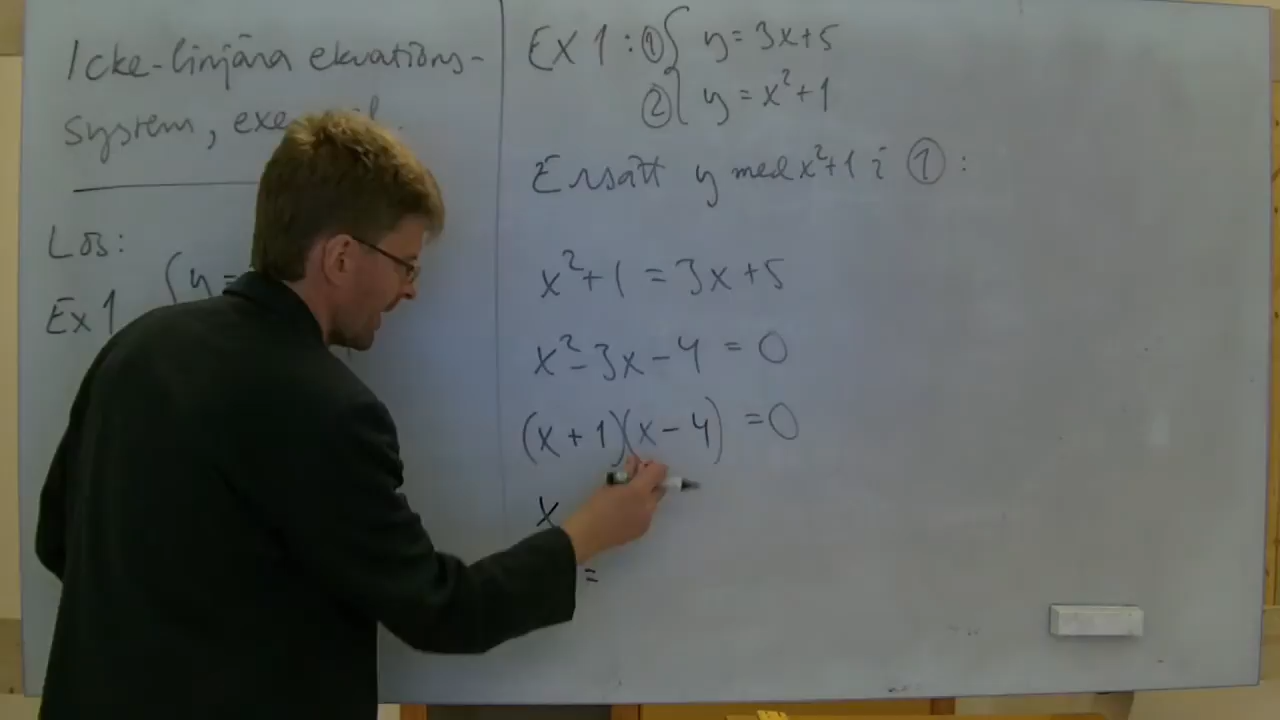 Icke-linjära ekvations-
system,
Lös:
Ex 1 { y =
Ex 1 : ① { y = 3x+5
② { y = x²+1
Ersätt y med x²+1 i ① :
x²+1 = 3x+5
x²-3x-4 = 0
(x+1)(x-4) = 0
x
=